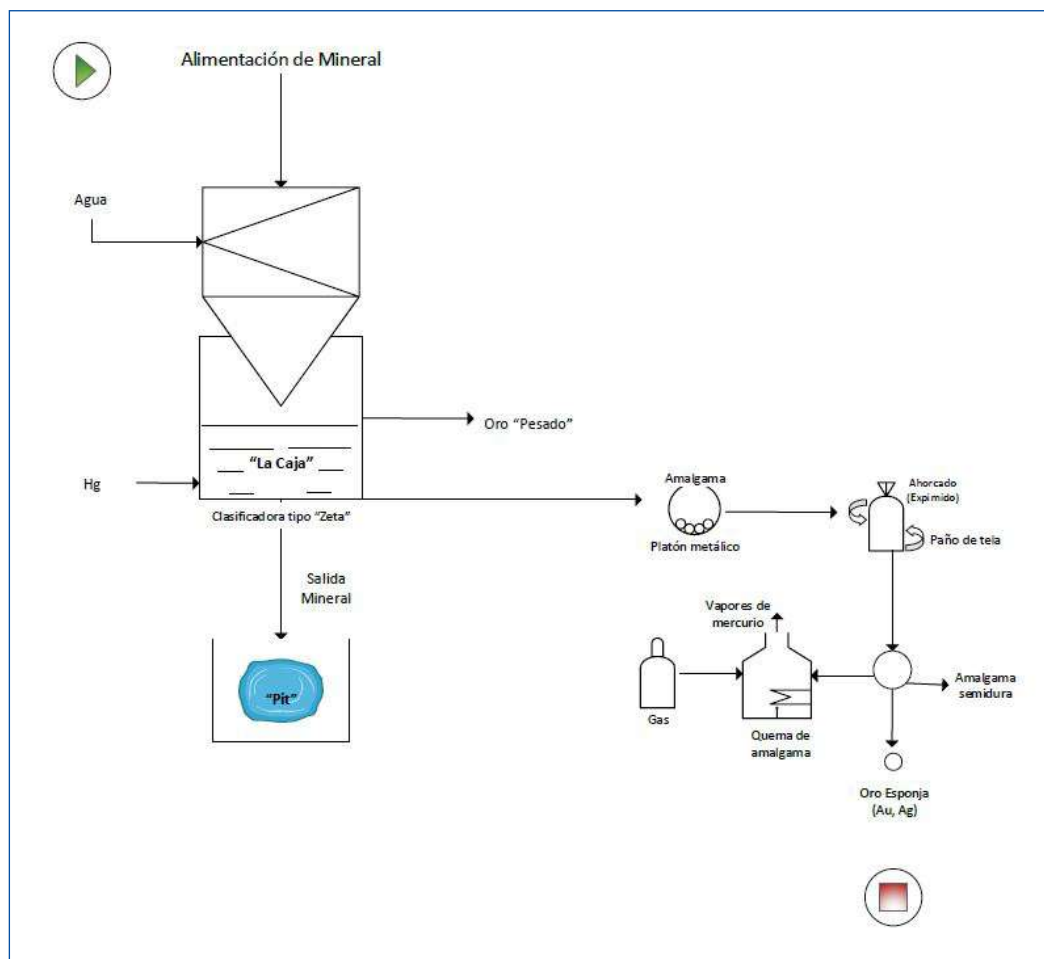 Alimentación de Mineral
Agua
Oro “Pesado”
“La Caja”
Hg
Clasificadora tipo “Zeta”
Amalgama
Platón metálico
Ahorcado
(Expimido)
Paño de tela
Salida
Mineral
“Pit”
Vapores de
mercurio
Gas
Quema de
amalgama
Amalgama
semidura
Oro Esponja
(Au, Ag)